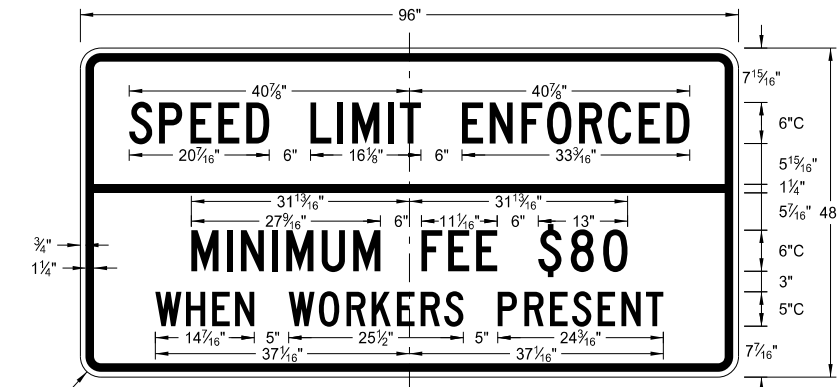 96"
40⅞" 40⅞"
SPEED LIMIT ENFORCED
20⁷⁄₁₆" 6" 16⅛" 6" 33³⁄₁₆"
31¹³⁄₁₆" 31¹³⁄₁₆"
27⁹⁄₁₆" 6" 11¹⁄₁₆" 6" 13"
MINIMUM FEE $80
WHEN WORKERS PRESENT
14⁷⁄₁₆" 5" 25½" 5" 24³⁄₁₆"
37¹⁄₁₆" 37¹⁄₁₆"
¾"
1¼"
7¹⁵⁄₁₆"
6"C
5¹⁵⁄₁₆"
1¼"
5⁷⁄₁₆"
6"C
3"
5"C
7⁷⁄₁₆"
48